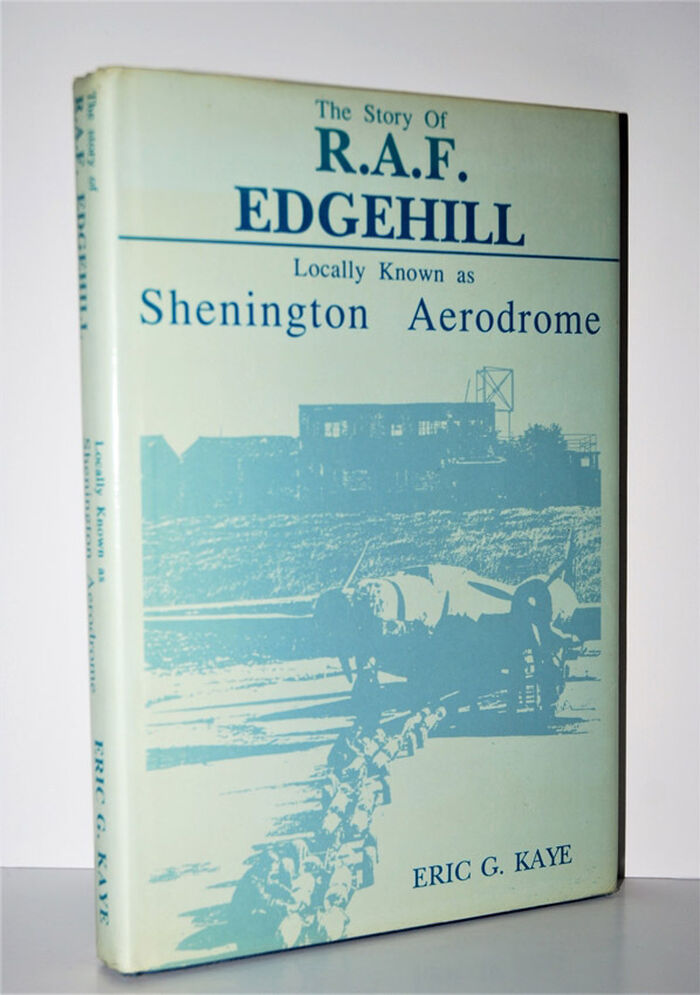 The Story Of
R.A.F.
EDGEHILL
Locally Known as
Shenington Aerodrome
ERIC G. KAYE
The story of
R.A.F. EDGEHILL
Locally Known as
Shenington Aerodrome
ERIC G. KAYE